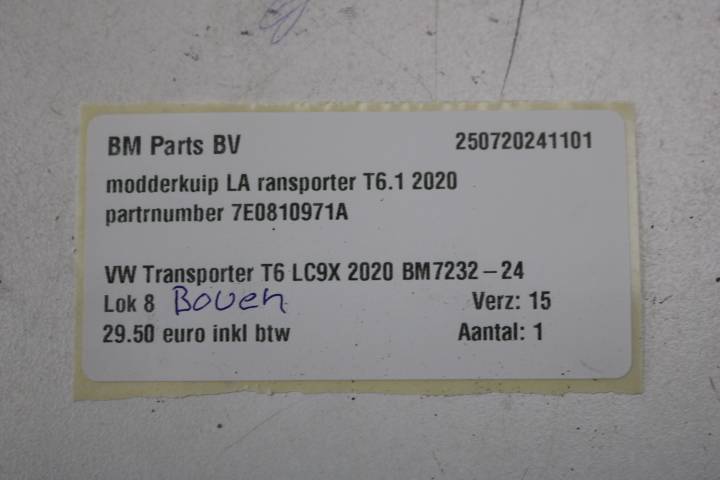 BM Parts BV 250720241101
modderkuip LA ransporter T6.1 2020
partrnumber 7E0810971A
VW Transporter T6 LC9X 2020 BM7232-24
Lok 8 Boven Verz: 15
29.50 euro inkl btw Aantal: 1